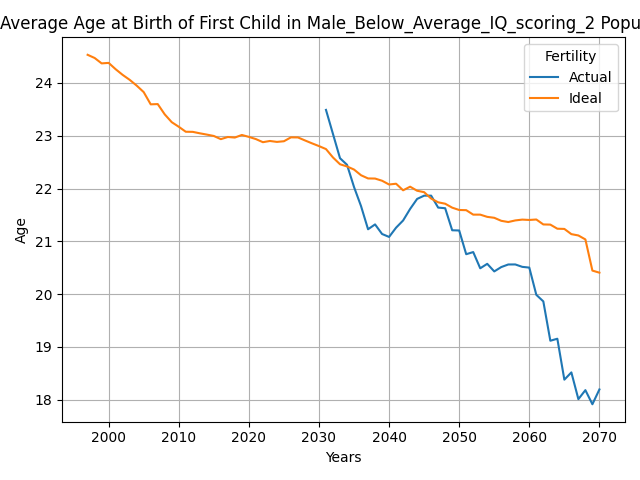 Average Age at Birth of First Child in Male_Below_Average_IQ_scoring_2 Popu
Fertility
Actual
Ideal
Age
24
23
22
21
20
19
18
2000 2010 2020 2030 2040 2050 2060 2070
Years